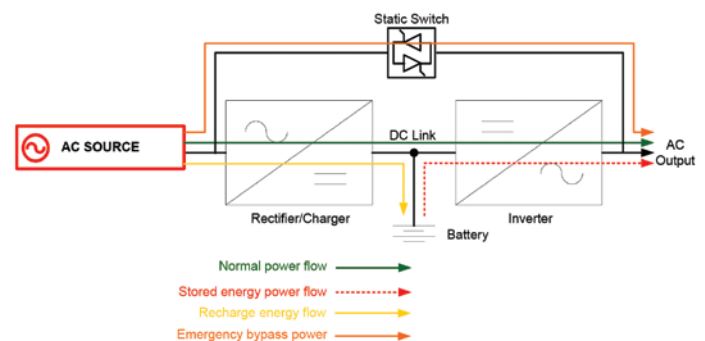 Static Switch
AC SOURCE
DC Link
AC
Output
Rectifier/Charger
Inverter
Battery
Normal power flow
Stored energy power flow
Recharge energy flow
Emergency bypass power